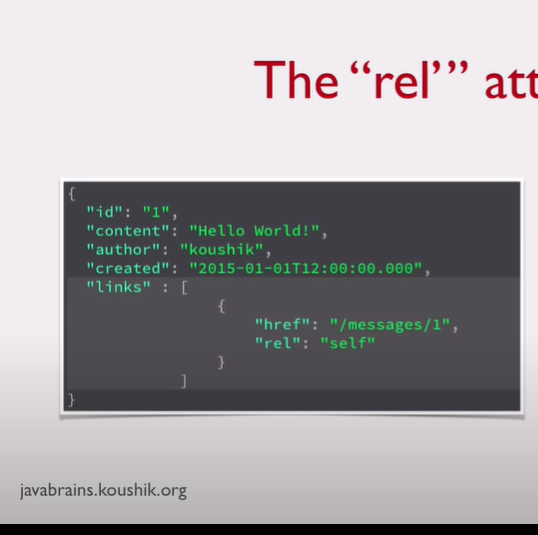 The “rel’” att
{
"id": "1",
"content": "Hello World!",
"author": "koushik",
"created": "2015-01-01T12:00:00.000",
"links" : [
{
"href": "/messages/1",
"rel": "self"
}
]
}
javabrains.koushik.org